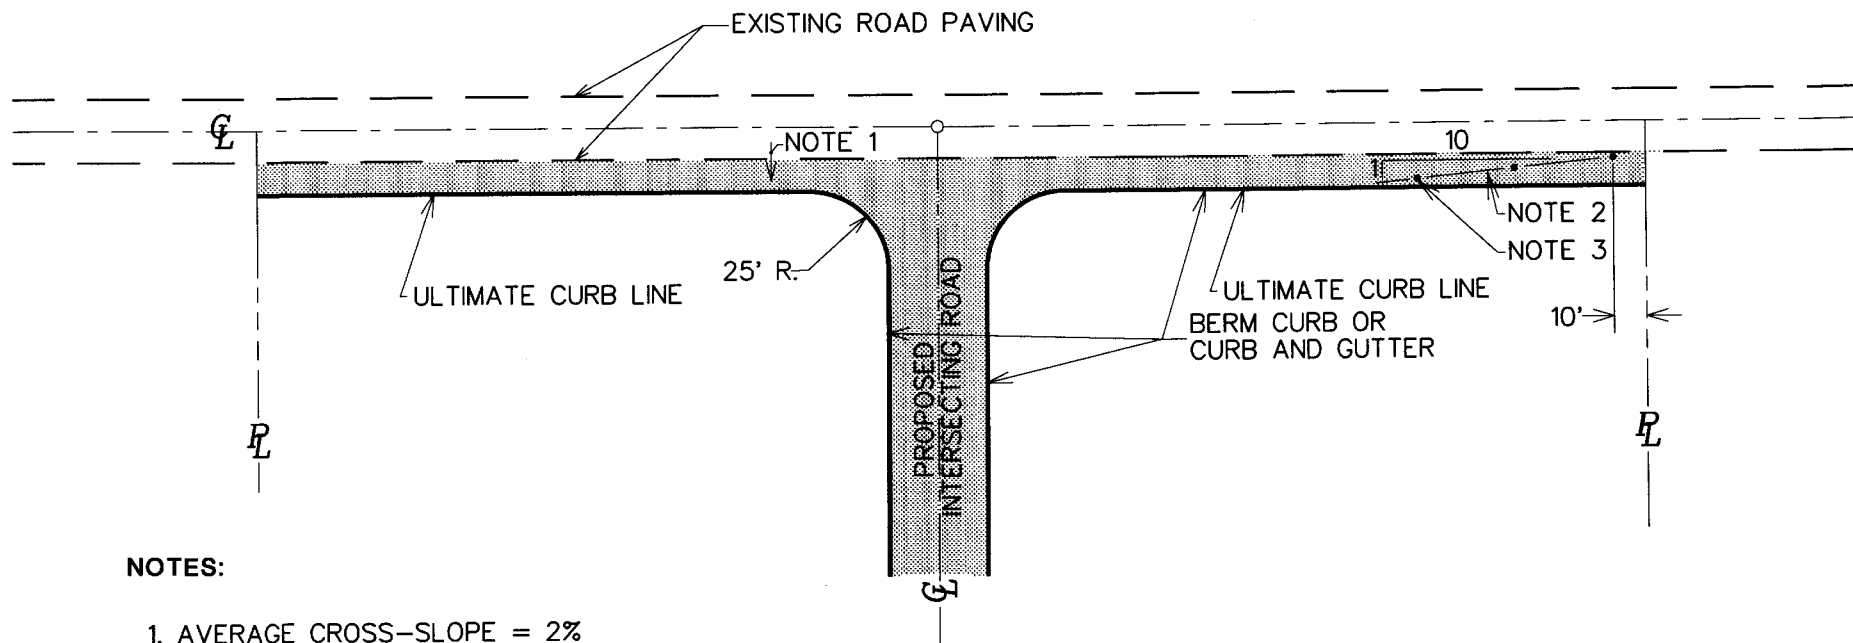 EXISTING ROAD PAVING
CL
NOTE 1
10
1
NOTE 2
NOTE 3
25' R.
ULTIMATE CURB LINE
ULTIMATE CURB LINE
10'
BERM CURB OR
CURB AND GUTTER
PROPOSED
INTERSECTING ROAD
PL
PL
CL
NOTES:
1. AVERAGE CROSS-SLOPE = 2%